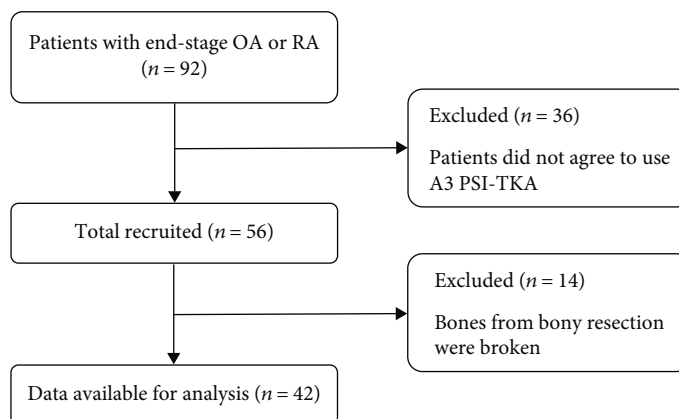 Patients with end-stage OA or RA
(n = 92)
Excluded (n = 36)
Patients did not agree to use
A3 PSI-TKA
Total recruited (n = 56)
Excluded (n = 14)
Bones from bony resection
were broken
Data available for analysis (n = 42)